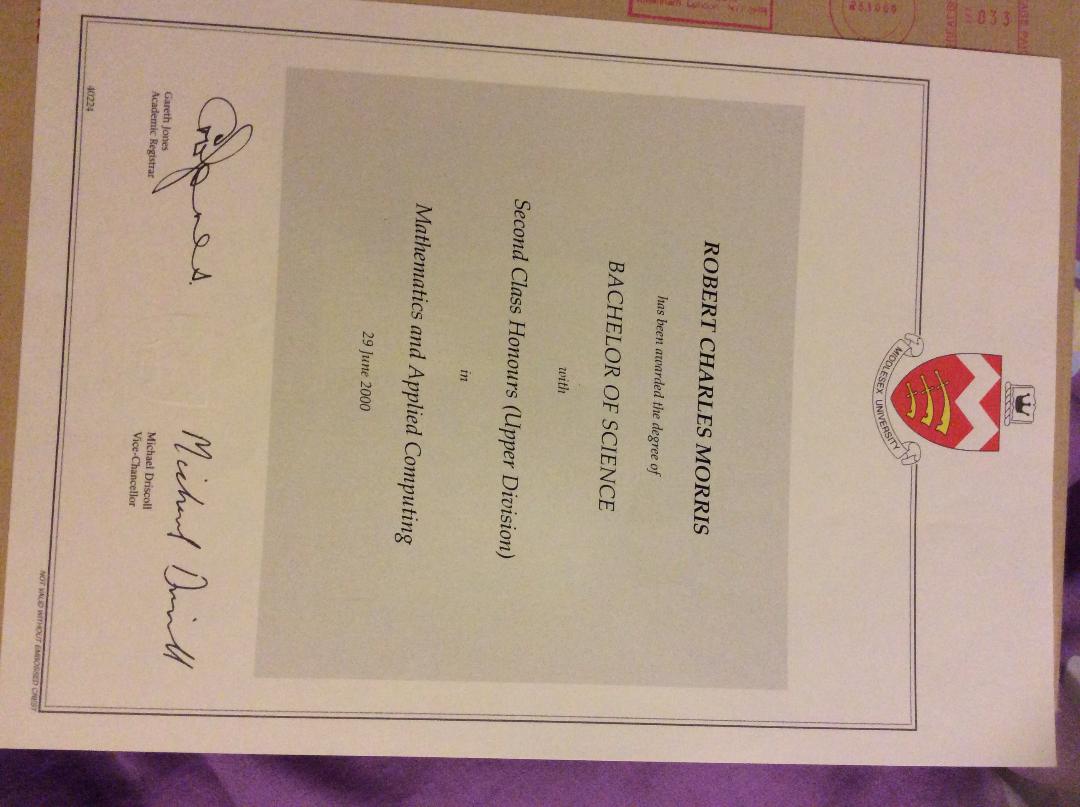 MIDDLESEX UNIVERSITY
ROBERT CHARLES MORRIS
has been awarded the degree of
BACHELOR OF SCIENCE
with
Second Class Honours (Upper Division)
in
Mathematics and Applied Computing
29 June 2000
Gareth Jones
Academic Registrar
Michael Driscoll
Vice-Chancellor
40224
NOT VALID WITHOUT EMBOSSED CREST
033